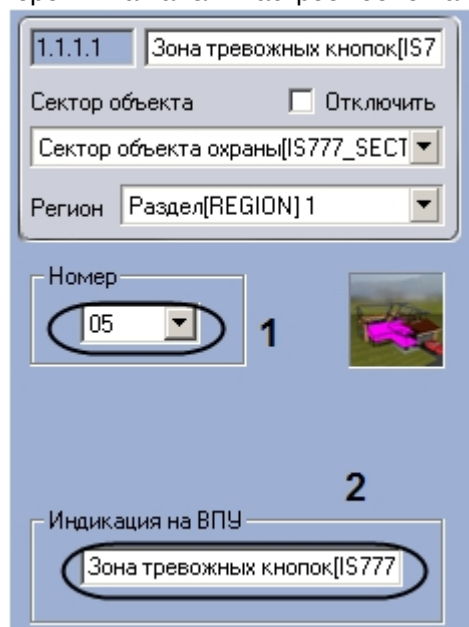 1.1.1.1 Зона тревожных кнопок[IS7
Сектор объекта Отключить
Сектор объекта охраны[IS777_SECT
Регион Раздел[REGION] 1
Номер
05 1
2
Индикация на ВПУ
Зона тревожных кнопок[IS777